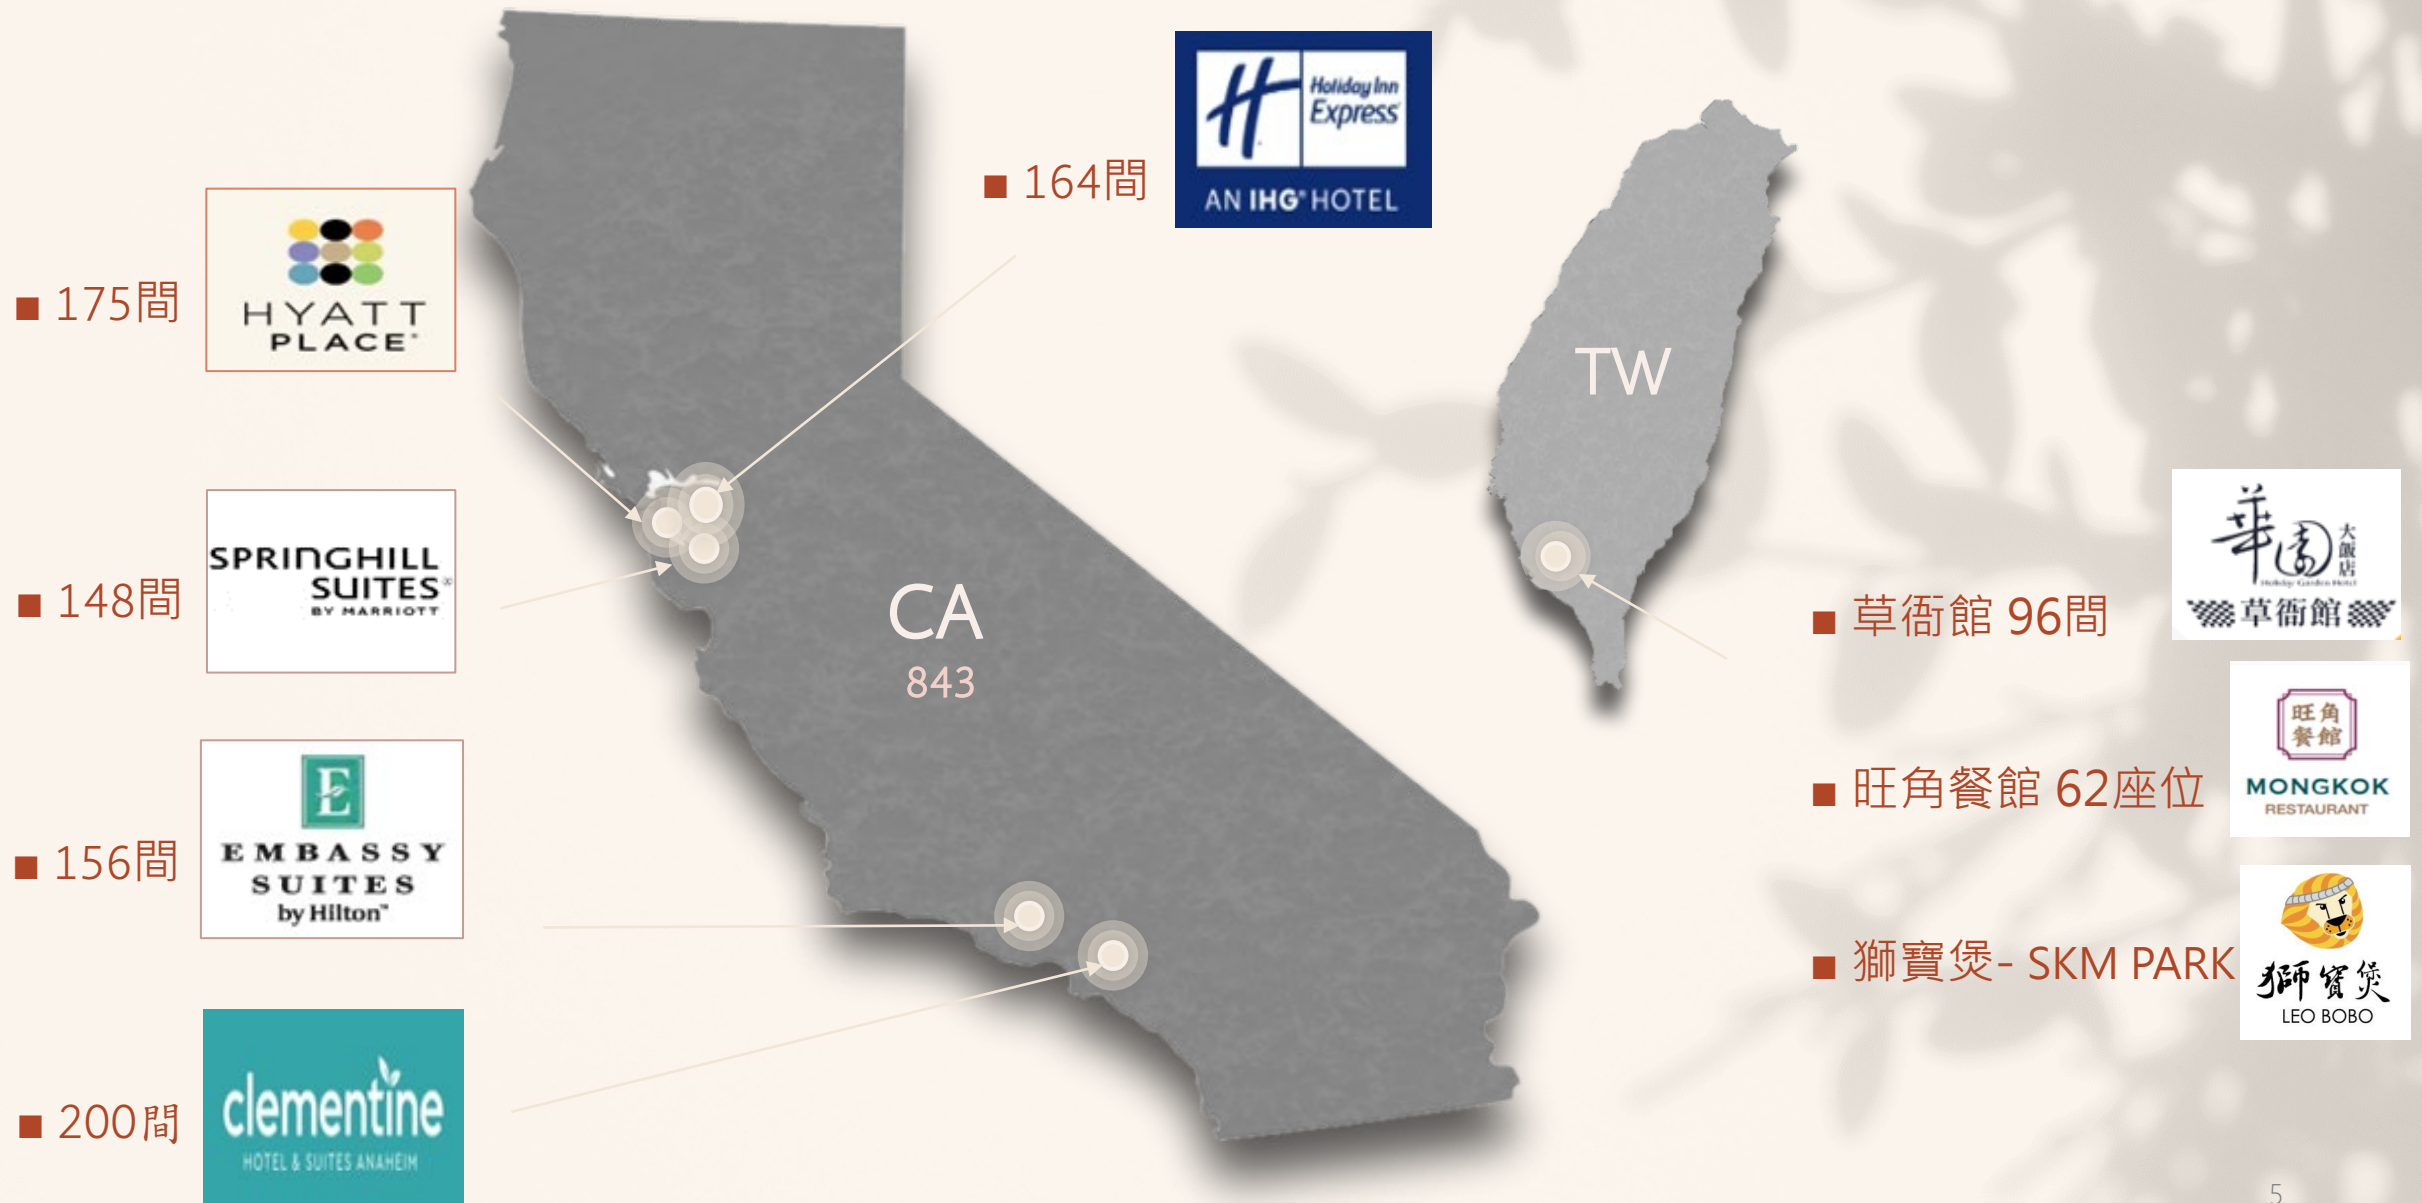 175間
HYATT
PLACE
148間
SPRINGHILL
SUITES®
BY MARRIOTT
156間
E
EMBASSY
SUITES
by Hilton™
200間
clementine
HOTEL & SUITES ANAHEIM
164間
H
Holiday Inn
Express
AN IHG® HOTEL
CA
843
TW
草衙館 96間
華園
大飯店
Holiday Garden Hotel
草衙館
旺角餐館 62座位
旺角
餐館
MONGKOK
RESTAURANT
獅寶煲- SKM PARK
獅寶煲
LEO BOBO
5